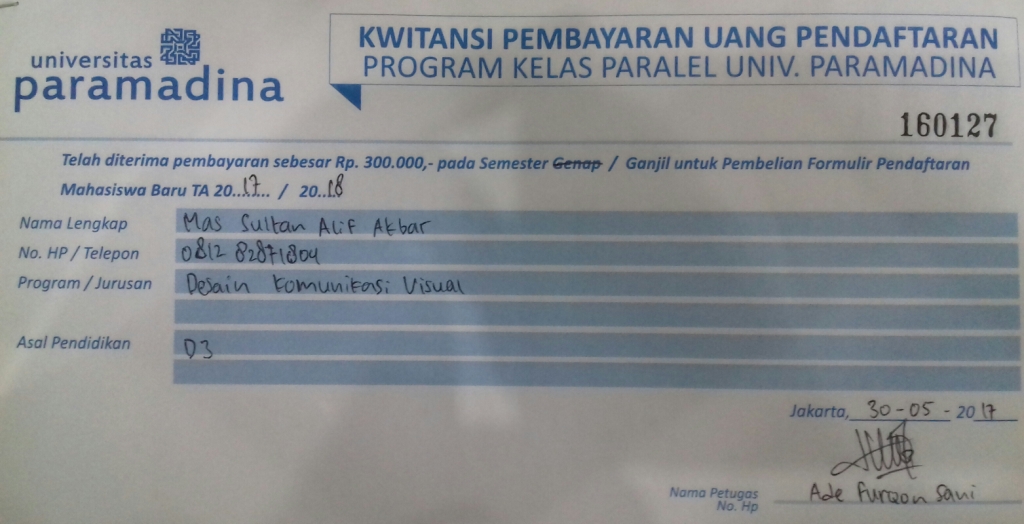 universitas
paramadina
KWITANSI PEMBAYARAN UANG PENDAFTARAN
PROGRAM KELAS PARALEL UNIV. PARAMADINA
160127
Telah diterima pembayaran sebesar Rp. 300.000,- pada Semester Genap / Ganjil untuk Pembelian Formulir Pendaftaran
Mahasiswa Baru TA 20..17.. / 20..18
Nama Lengkap Mas Sultan Alif Akbar
No. HP / Telepon 0812 82871804
Program / Jurusan Desain Komunikasi Visual
Asal Pendidikan D3
Jakarta, 30-05 - 2017
Nama Petugas Ade Furqon Sani
No. Hp